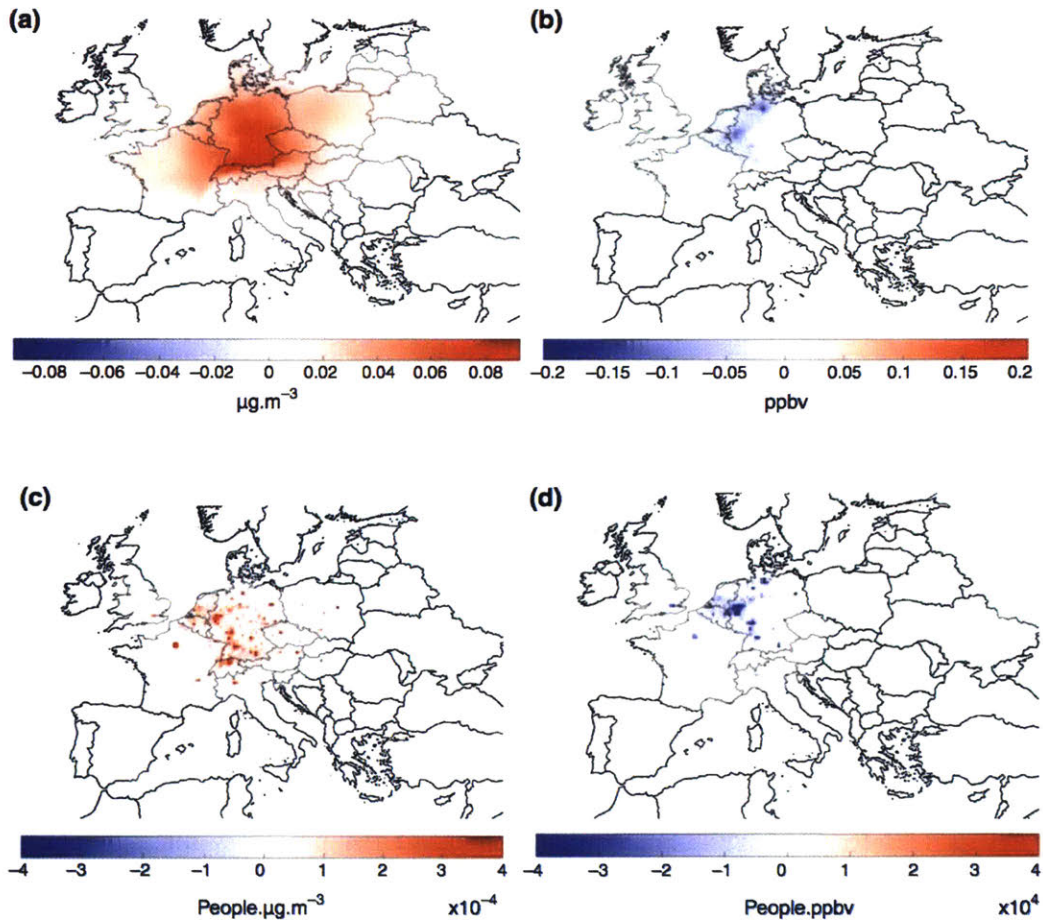 (a)
(b)
−0.08 −0.06 −0.04 −0.02 0 0.02 0.04 0.06 0.08
µg.m⁻³
−0.2 −0.15 −0.1 −0.05 0 0.05 0.1 0.15 0.2
ppbv
(c)
(d)
−4 −3 −2 −1 0 1 2 3 4
People.µg.m⁻³ x10⁻⁴
−4 −3 −2 −1 0 1 2 3 4
People.ppbv x10⁴